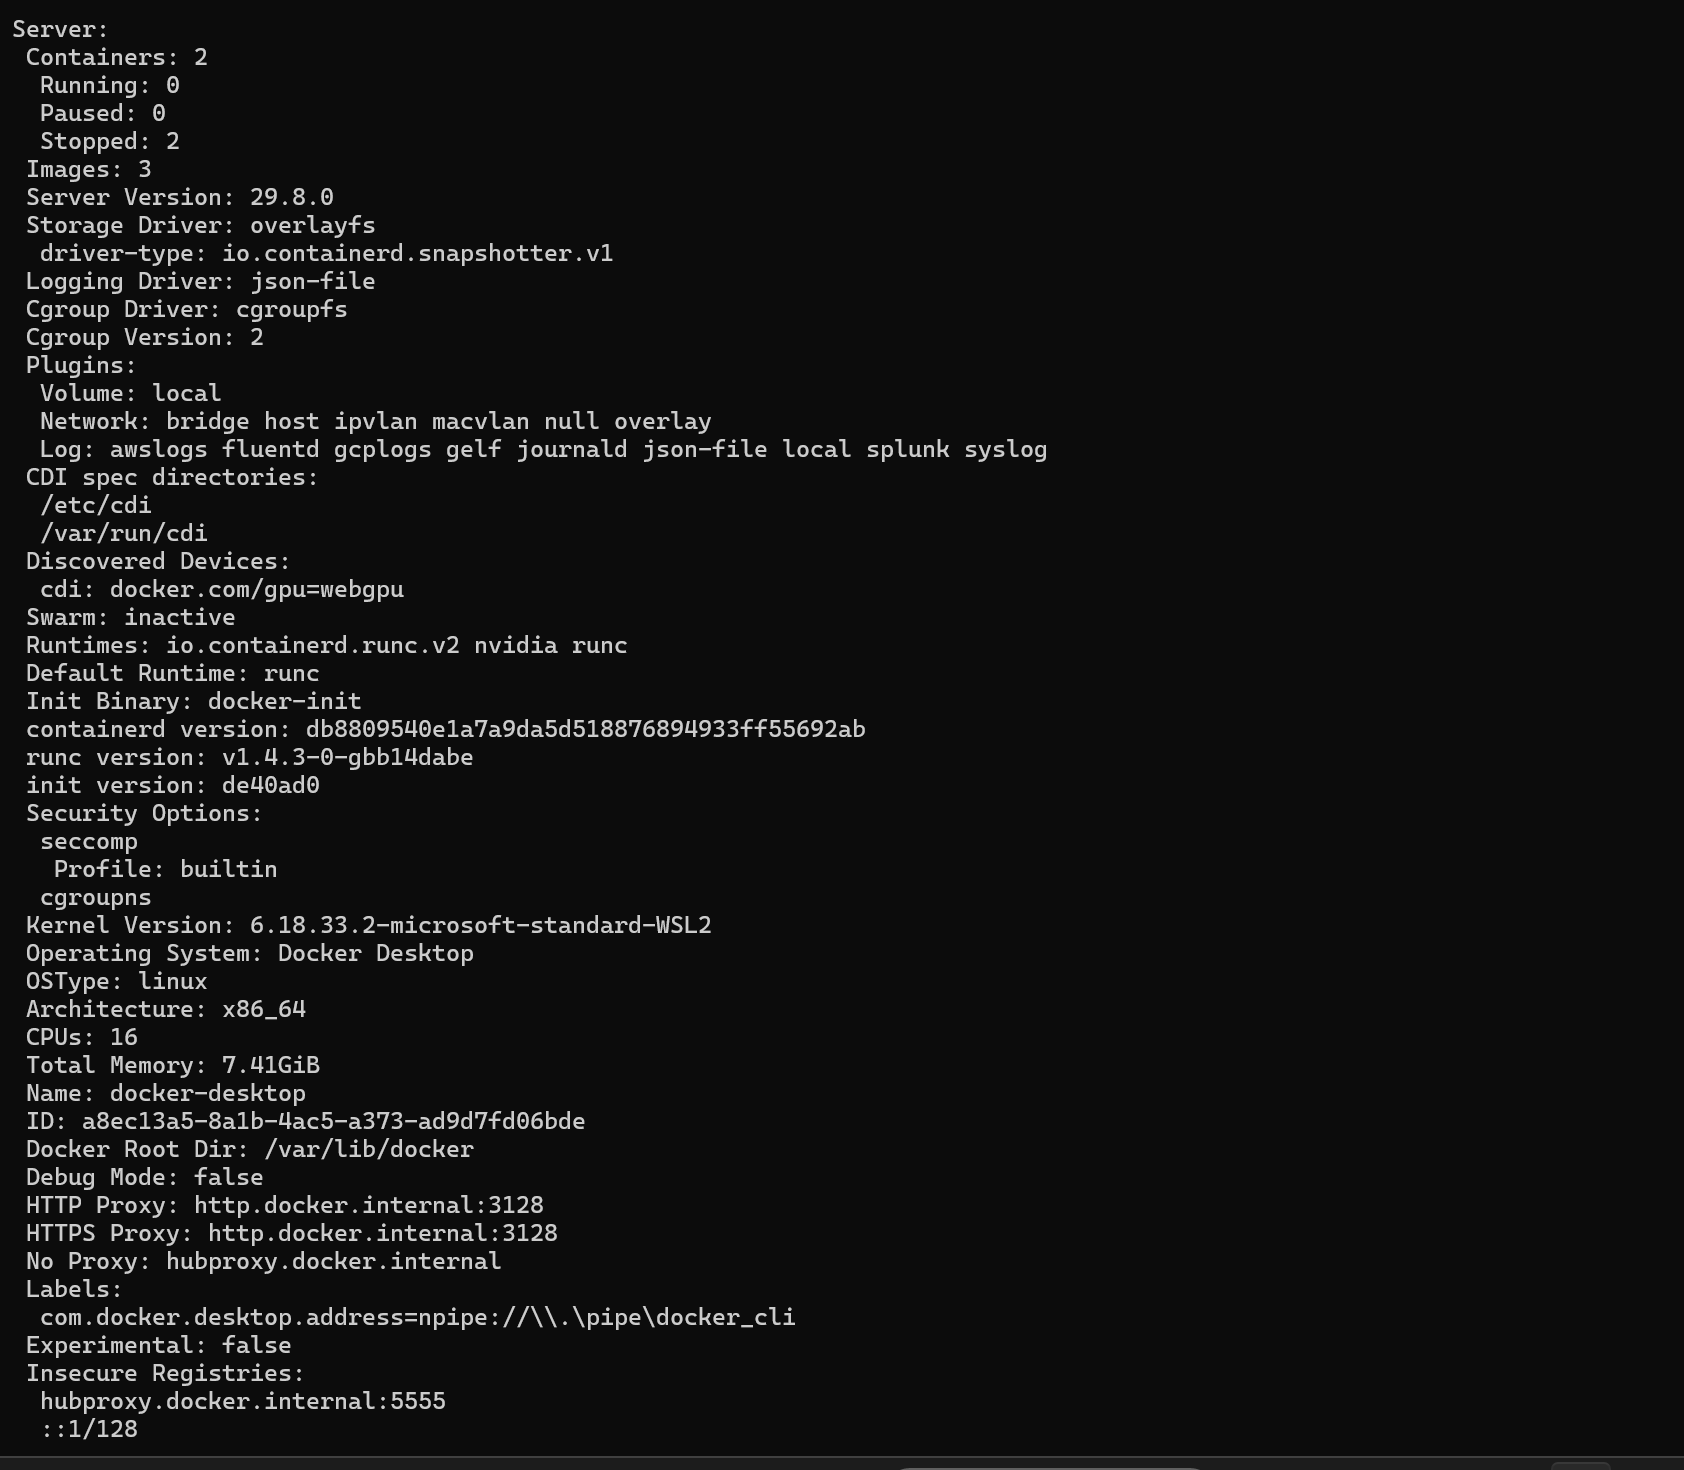 Server:
 Containers: 2
  Running: 0
  Paused: 0
  Stopped: 2
 Images: 3
 Server Version: 29.8.0
 Storage Driver: overlayfs
  driver-type: io.containerd.snapshotter.v1
 Logging Driver: json-file
 Cgroup Driver: cgroupfs
 Cgroup Version: 2
 Plugins:
  Volume: local
  Network: bridge host ipvlan macvlan null overlay
  Log: awslogs fluentd gcplogs gelf journald json-file local splunk syslog
 CDI spec directories:
  /etc/cdi
  /var/run/cdi
 Discovered Devices:
  cdi: docker.com/gpu=webgpu
 Swarm: inactive
 Runtimes: io.containerd.runc.v2 nvidia runc
 Default Runtime: runc
 Init Binary: docker-init
 containerd version: db8809540e1a7a9da5d518876894933ff55692ab
 runc version: v1.4.3-0-gbb14dabe
 init version: de40ad0
 Security Options:
  seccomp
   Profile: builtin
  cgroupns
 Kernel Version: 6.18.33.2-microsoft-standard-WSL2
 Operating System: Docker Desktop
 OSType: linux
 Architecture: x86_64
 CPUs: 16
 Total Memory: 7.41GiB
 Name: docker-desktop
 ID: a8ec13a5-8a1b-4ac5-a373-ad9d7fd06bde
 Docker Root Dir: /var/lib/docker
 Debug Mode: false
 HTTP Proxy: http.docker.internal:3128
 HTTPS Proxy: http.docker.internal:3128
 No Proxy: hubproxy.docker.internal
 Labels:
  com.docker.desktop.address=npipe://\\.\pipe\docker_cli
 Experimental: false
 Insecure Registries:
  hubproxy.docker.internal:5555
  ::1/128